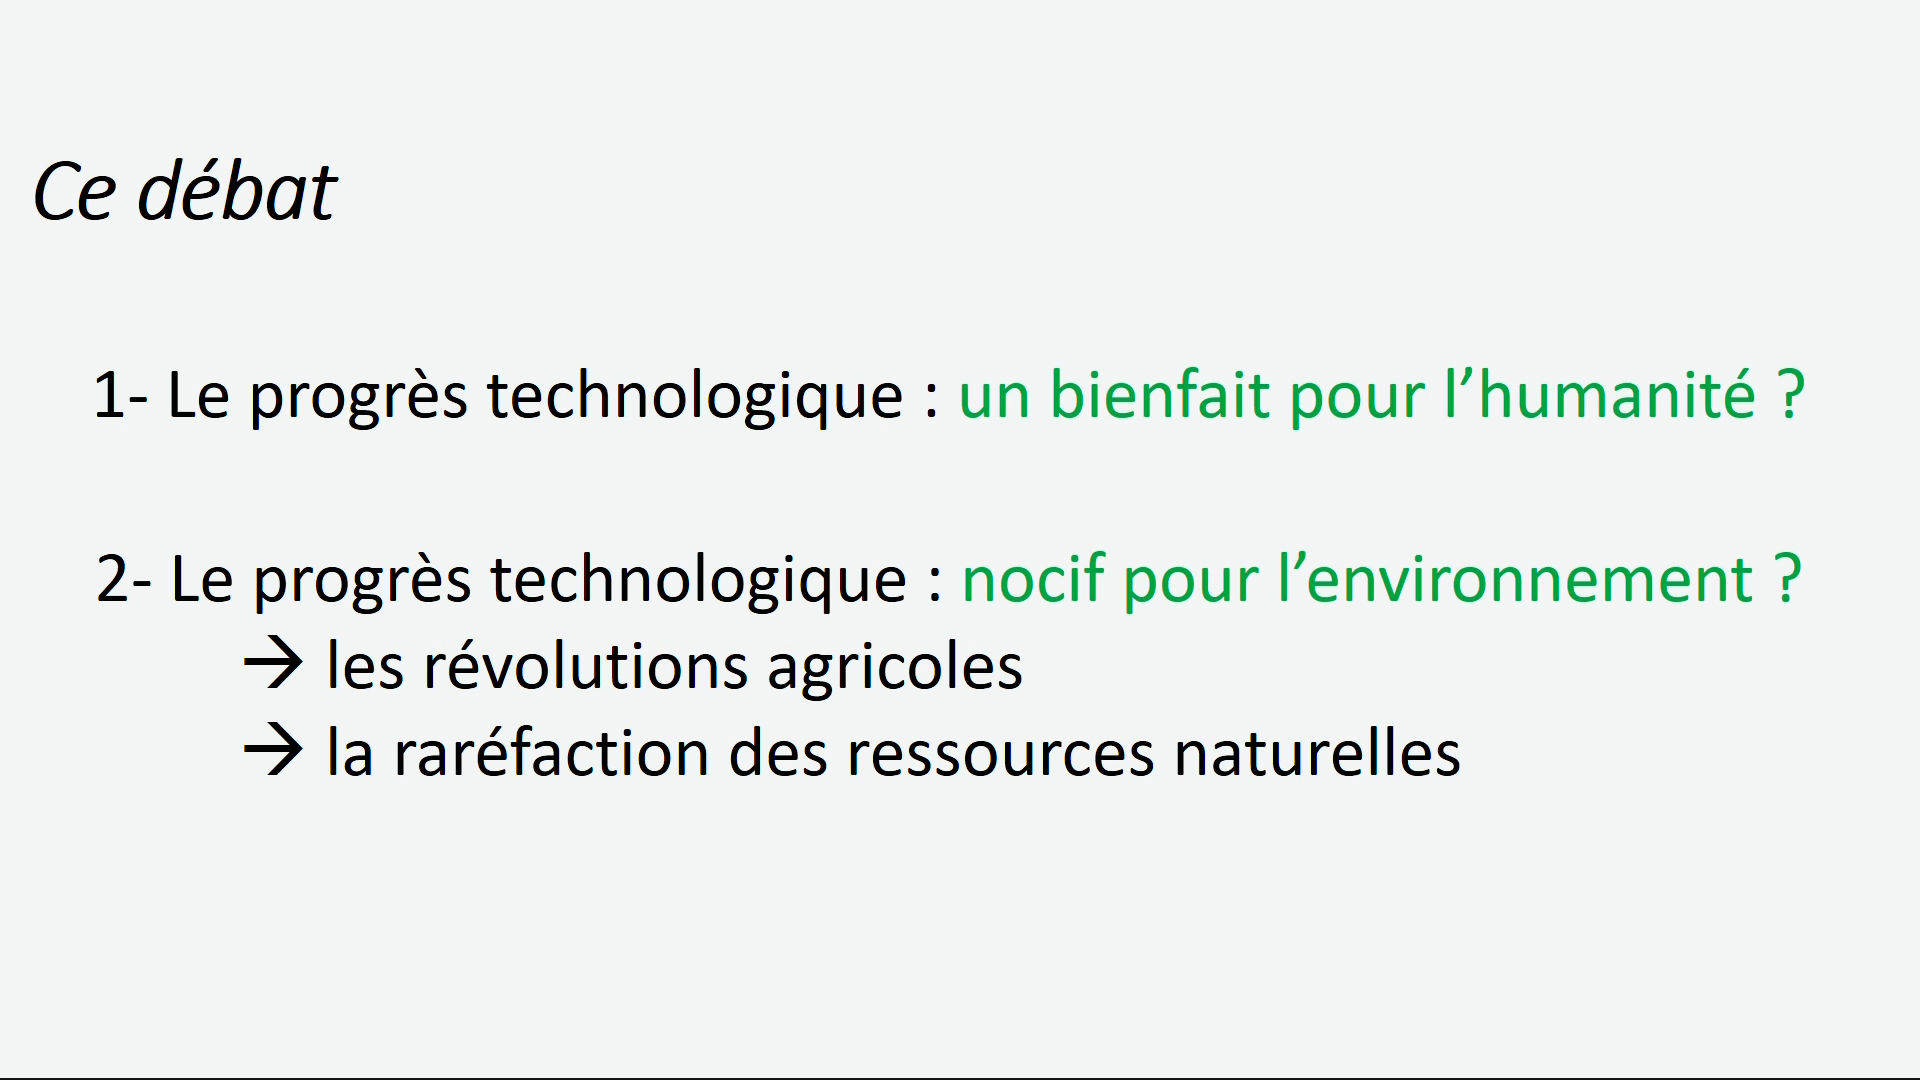 Ce débat
1- Le progrès technologique : un bienfait pour l’humanité ?
2- Le progrès technologique : nocif pour l’environnement ?
→ les révolutions agricoles
→ la raréfaction des ressources naturelles